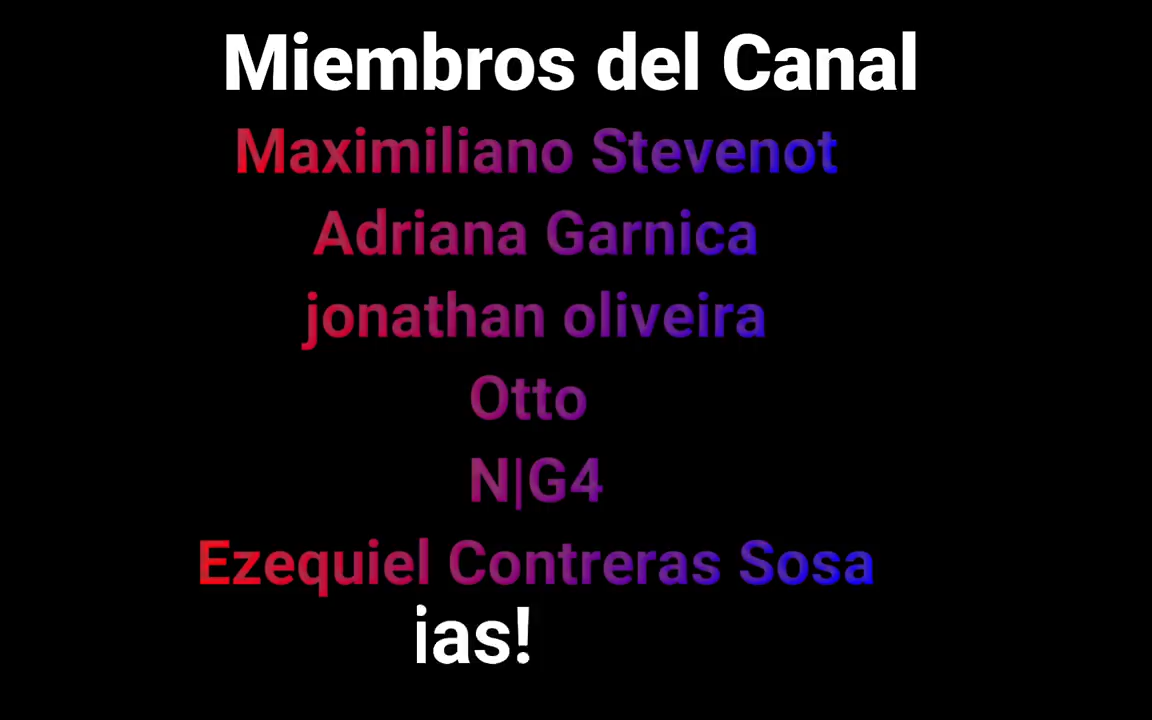 Miembros del Canal
Maximiliano Stevenot
Adriana Garnica
jonathan oliveira
Otto
N|G4
Ezequiel Contreras Sosa
ias!